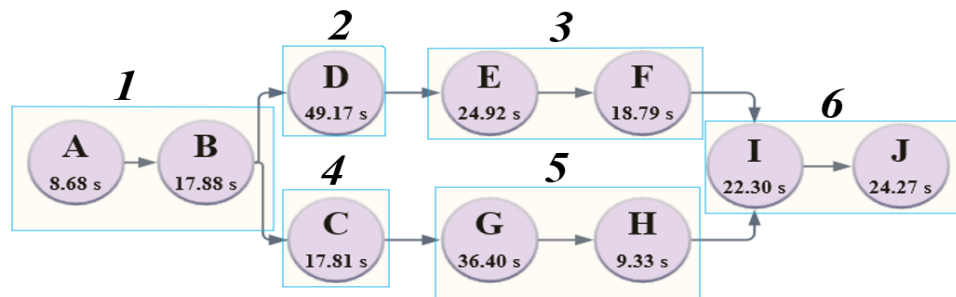 1
A
8.68 s
B
17.88 s
2
D
49.17 s
3
E
24.92 s
F
18.79 s
4
C
17.81 s
5
G
36.40 s
H
9.33 s
6
I
22.30 s
J
24.27 s